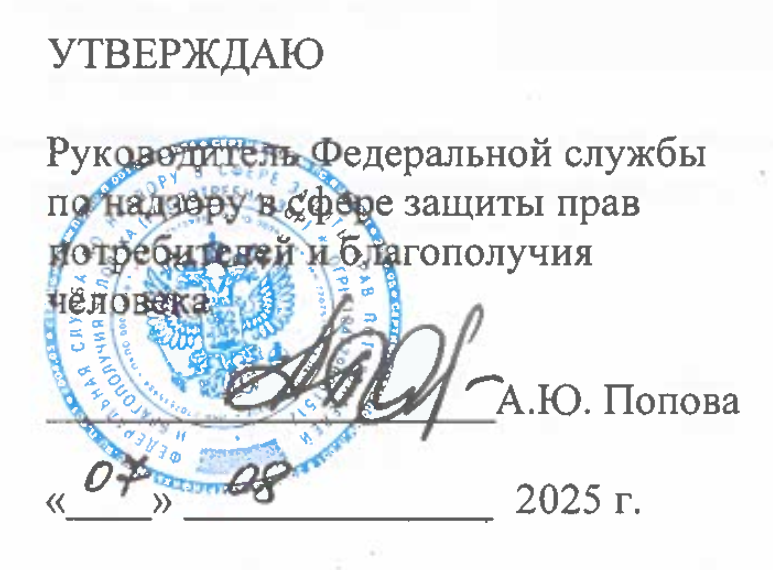 УТВЕРЖДАЮ
Руководитель Федеральной службы
по надзору в сфере защиты прав
потребителей и благополучия
человека
А.Ю. Попова
«07» 08 2025 г.